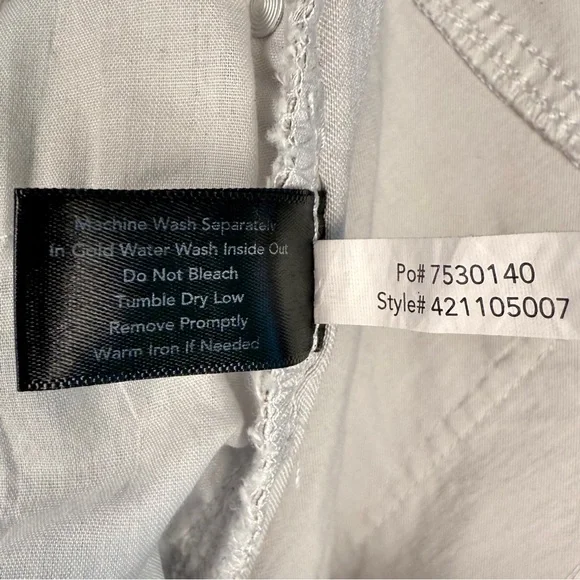 Machine Wash Separately
In Cold Water Wash Inside Out
Do Not Bleach
Tumble Dry Low
Remove Promptly
Warm Iron If Needed
Po# 7530140
Style# 421105007